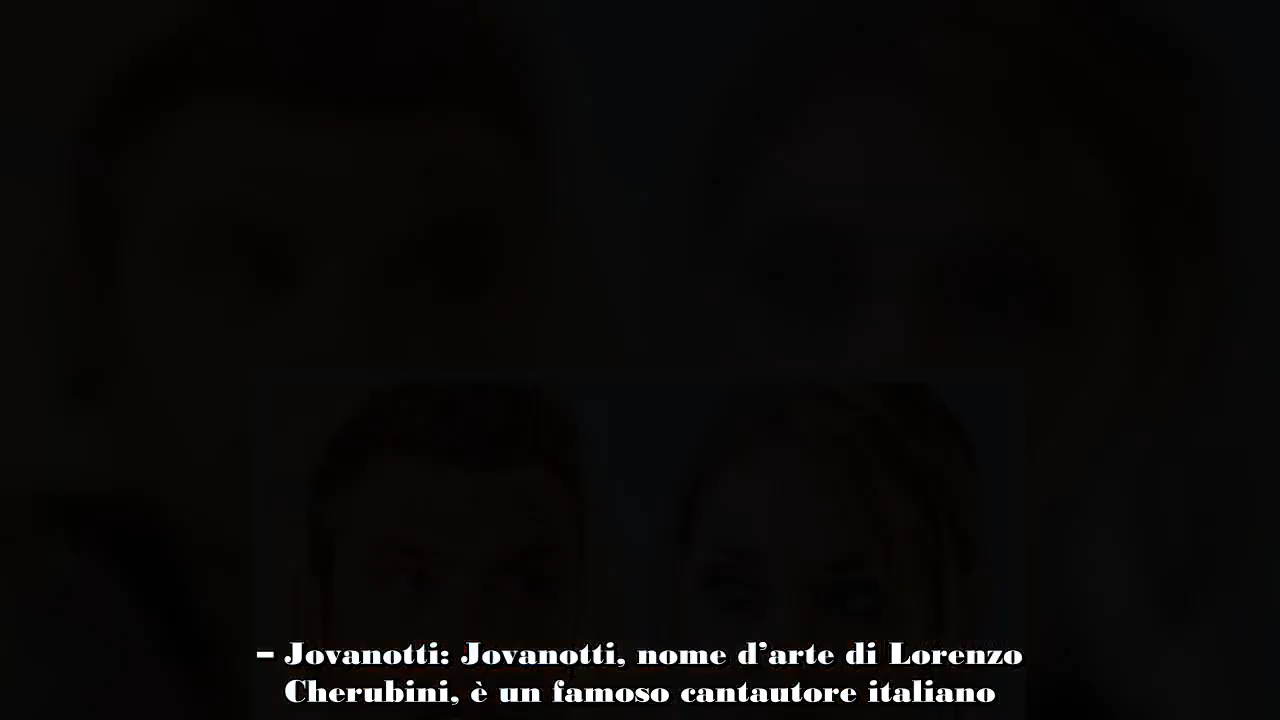 – Jovanotti: Jovanotti, nome d’arte di Lorenzo
Cherubini, è un famoso cantautore italiano